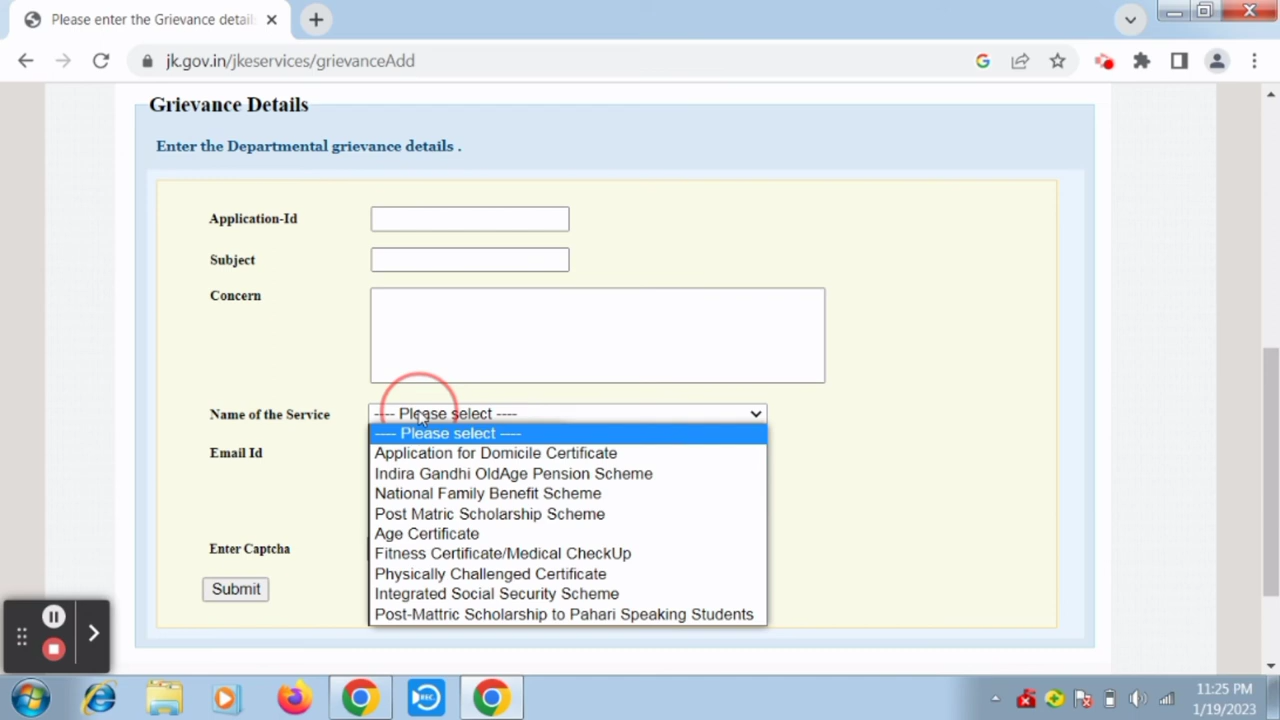 Please enter the Grievance detail
jk.gov.in/jkeservices/grievanceAdd
Grievance Details
Enter the Departmental grievance details .
Application-Id
Subject
Concern
Name of the Service
---- Please select ----
---- Please select ----
Application for Domicile Certificate
Email Id
Indira Gandhi OldAge Pension Scheme
National Family Benefit Scheme
Post Matric Scholarship Scheme
Age Certificate
Enter Captcha
Fitness Certificate/Medical CheckUp
Physically Challenged Certificate
Submit
Integrated Social Security Scheme
Post-Mattric Scholarship to Pahari Speaking Students
RSC
11:25 PM
1/19/2023